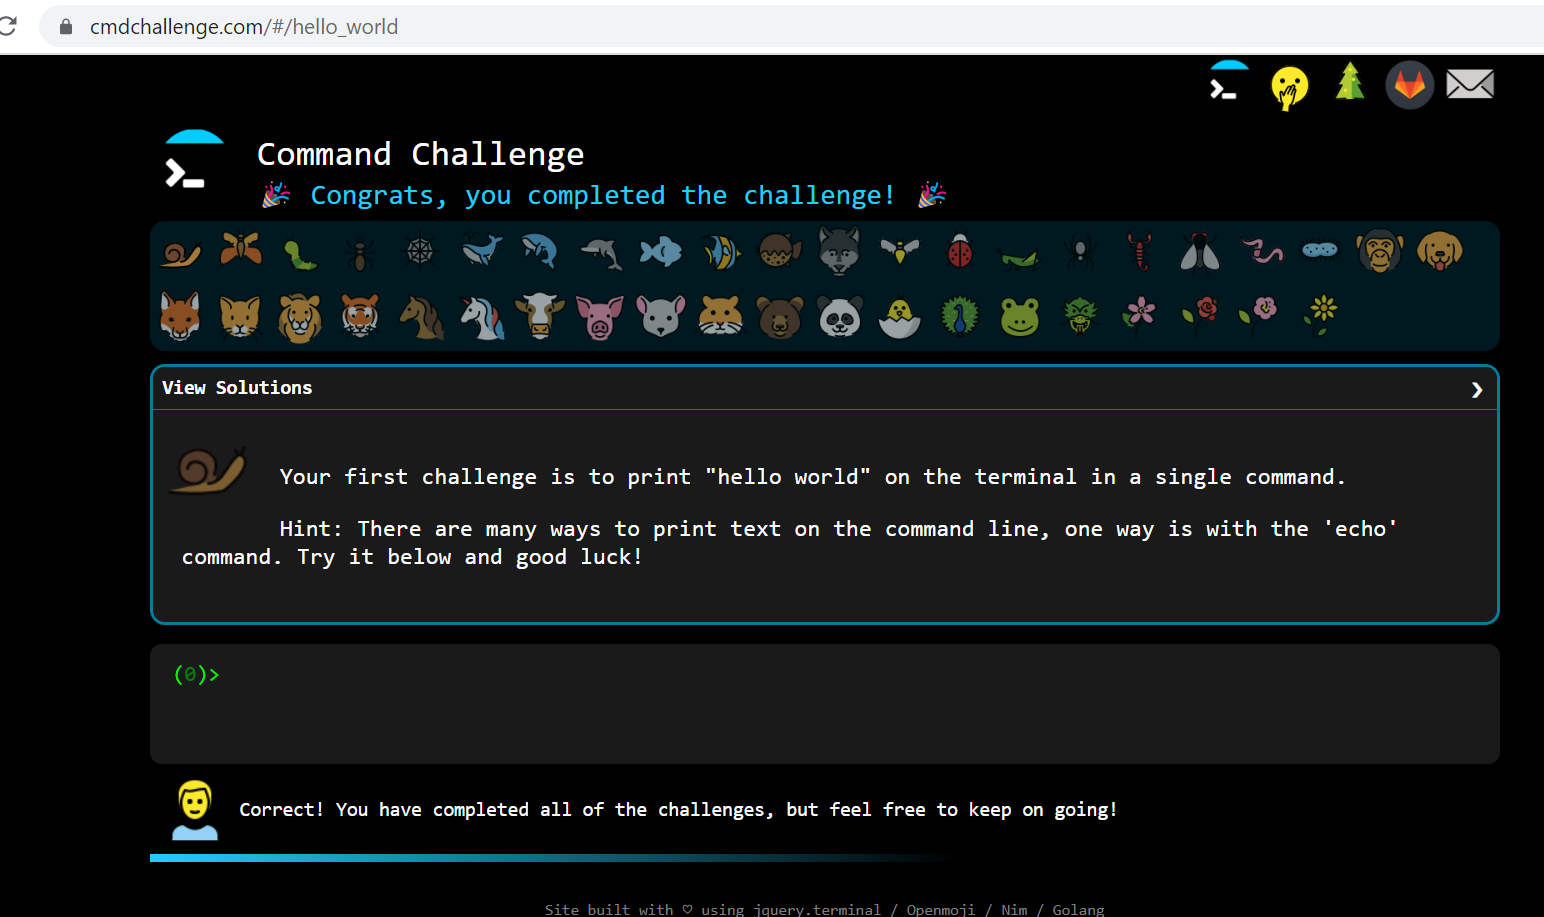 cmdchallenge.com/#/hello_world
Command Challenge
🎉 Congrats, you completed the challenge! 🎉
View Solutions
Your first challenge is to print "hello world" on the terminal in a single command.
Hint: There are many ways to print text on the command line, one way is with the 'echo'
command. Try it below and good luck!
(0)>
Correct! You have completed all of the challenges, but feel free to keep on going!
Site built with ♡ using jquery.terminal / Openmoji / Nim / Golang